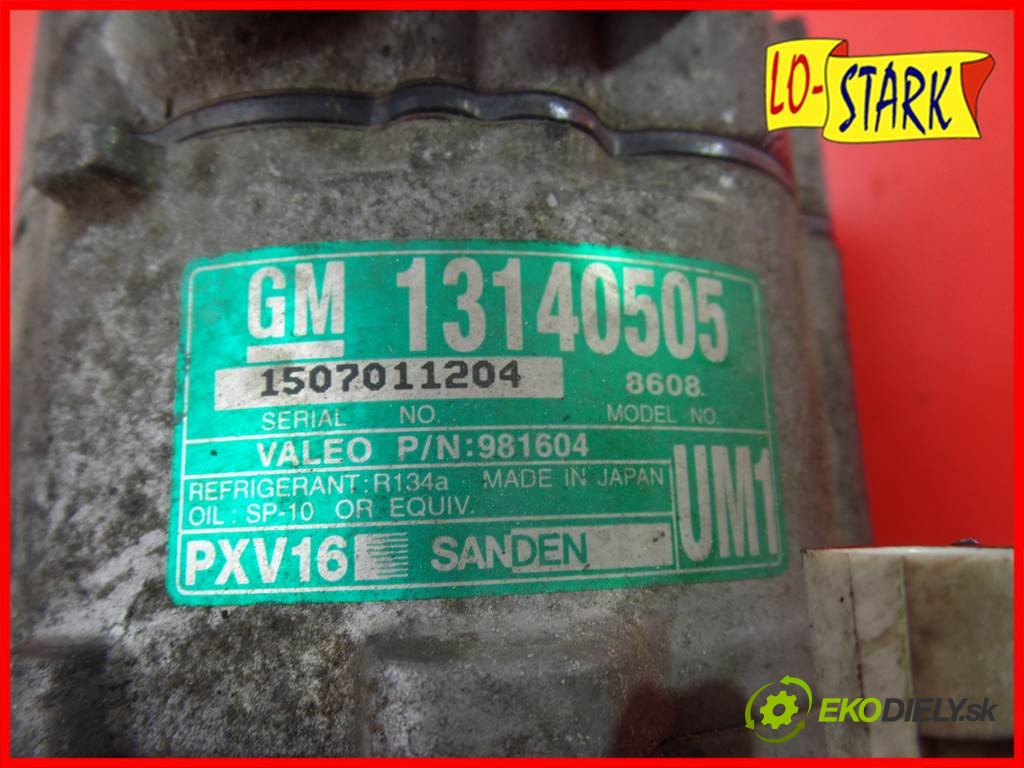 LO-STARK
GM 13140505
1507011204 8608
SERIAL NO. MODEL NO.
VALEO P/N:981604
REFRIGERANT:R134a MADE IN JAPAN
OIL: SP-10 OR EQUIV.
UM1
PXV16 SANDEN
EKODIELY.sk